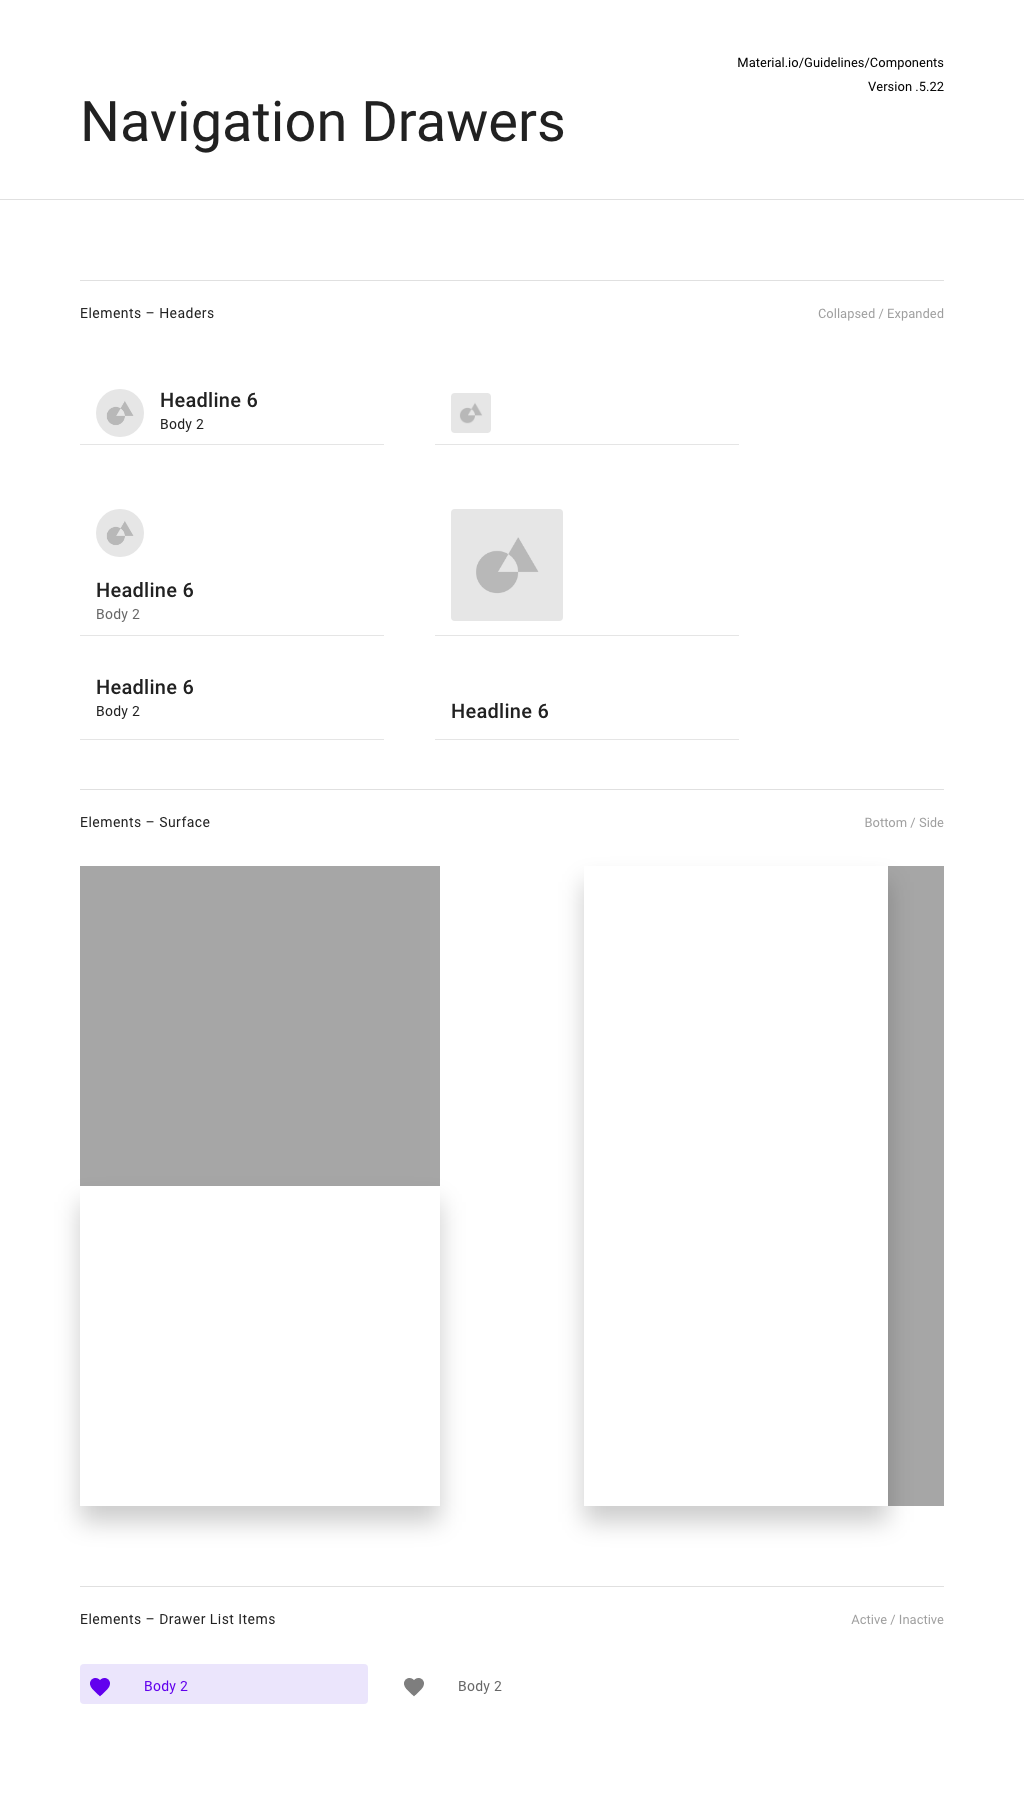 Material.io/Guidelines/Components
Version .5.22
Navigation Drawers
Elements – Headers
Collapsed / Expanded
Headline 6
Body 2
Headline 6
Body 2
Headline 6
Body 2
Headline 6
Elements – Surface
Bottom / Side
Elements – Drawer List Items
Active / Inactive
Body 2
Body 2